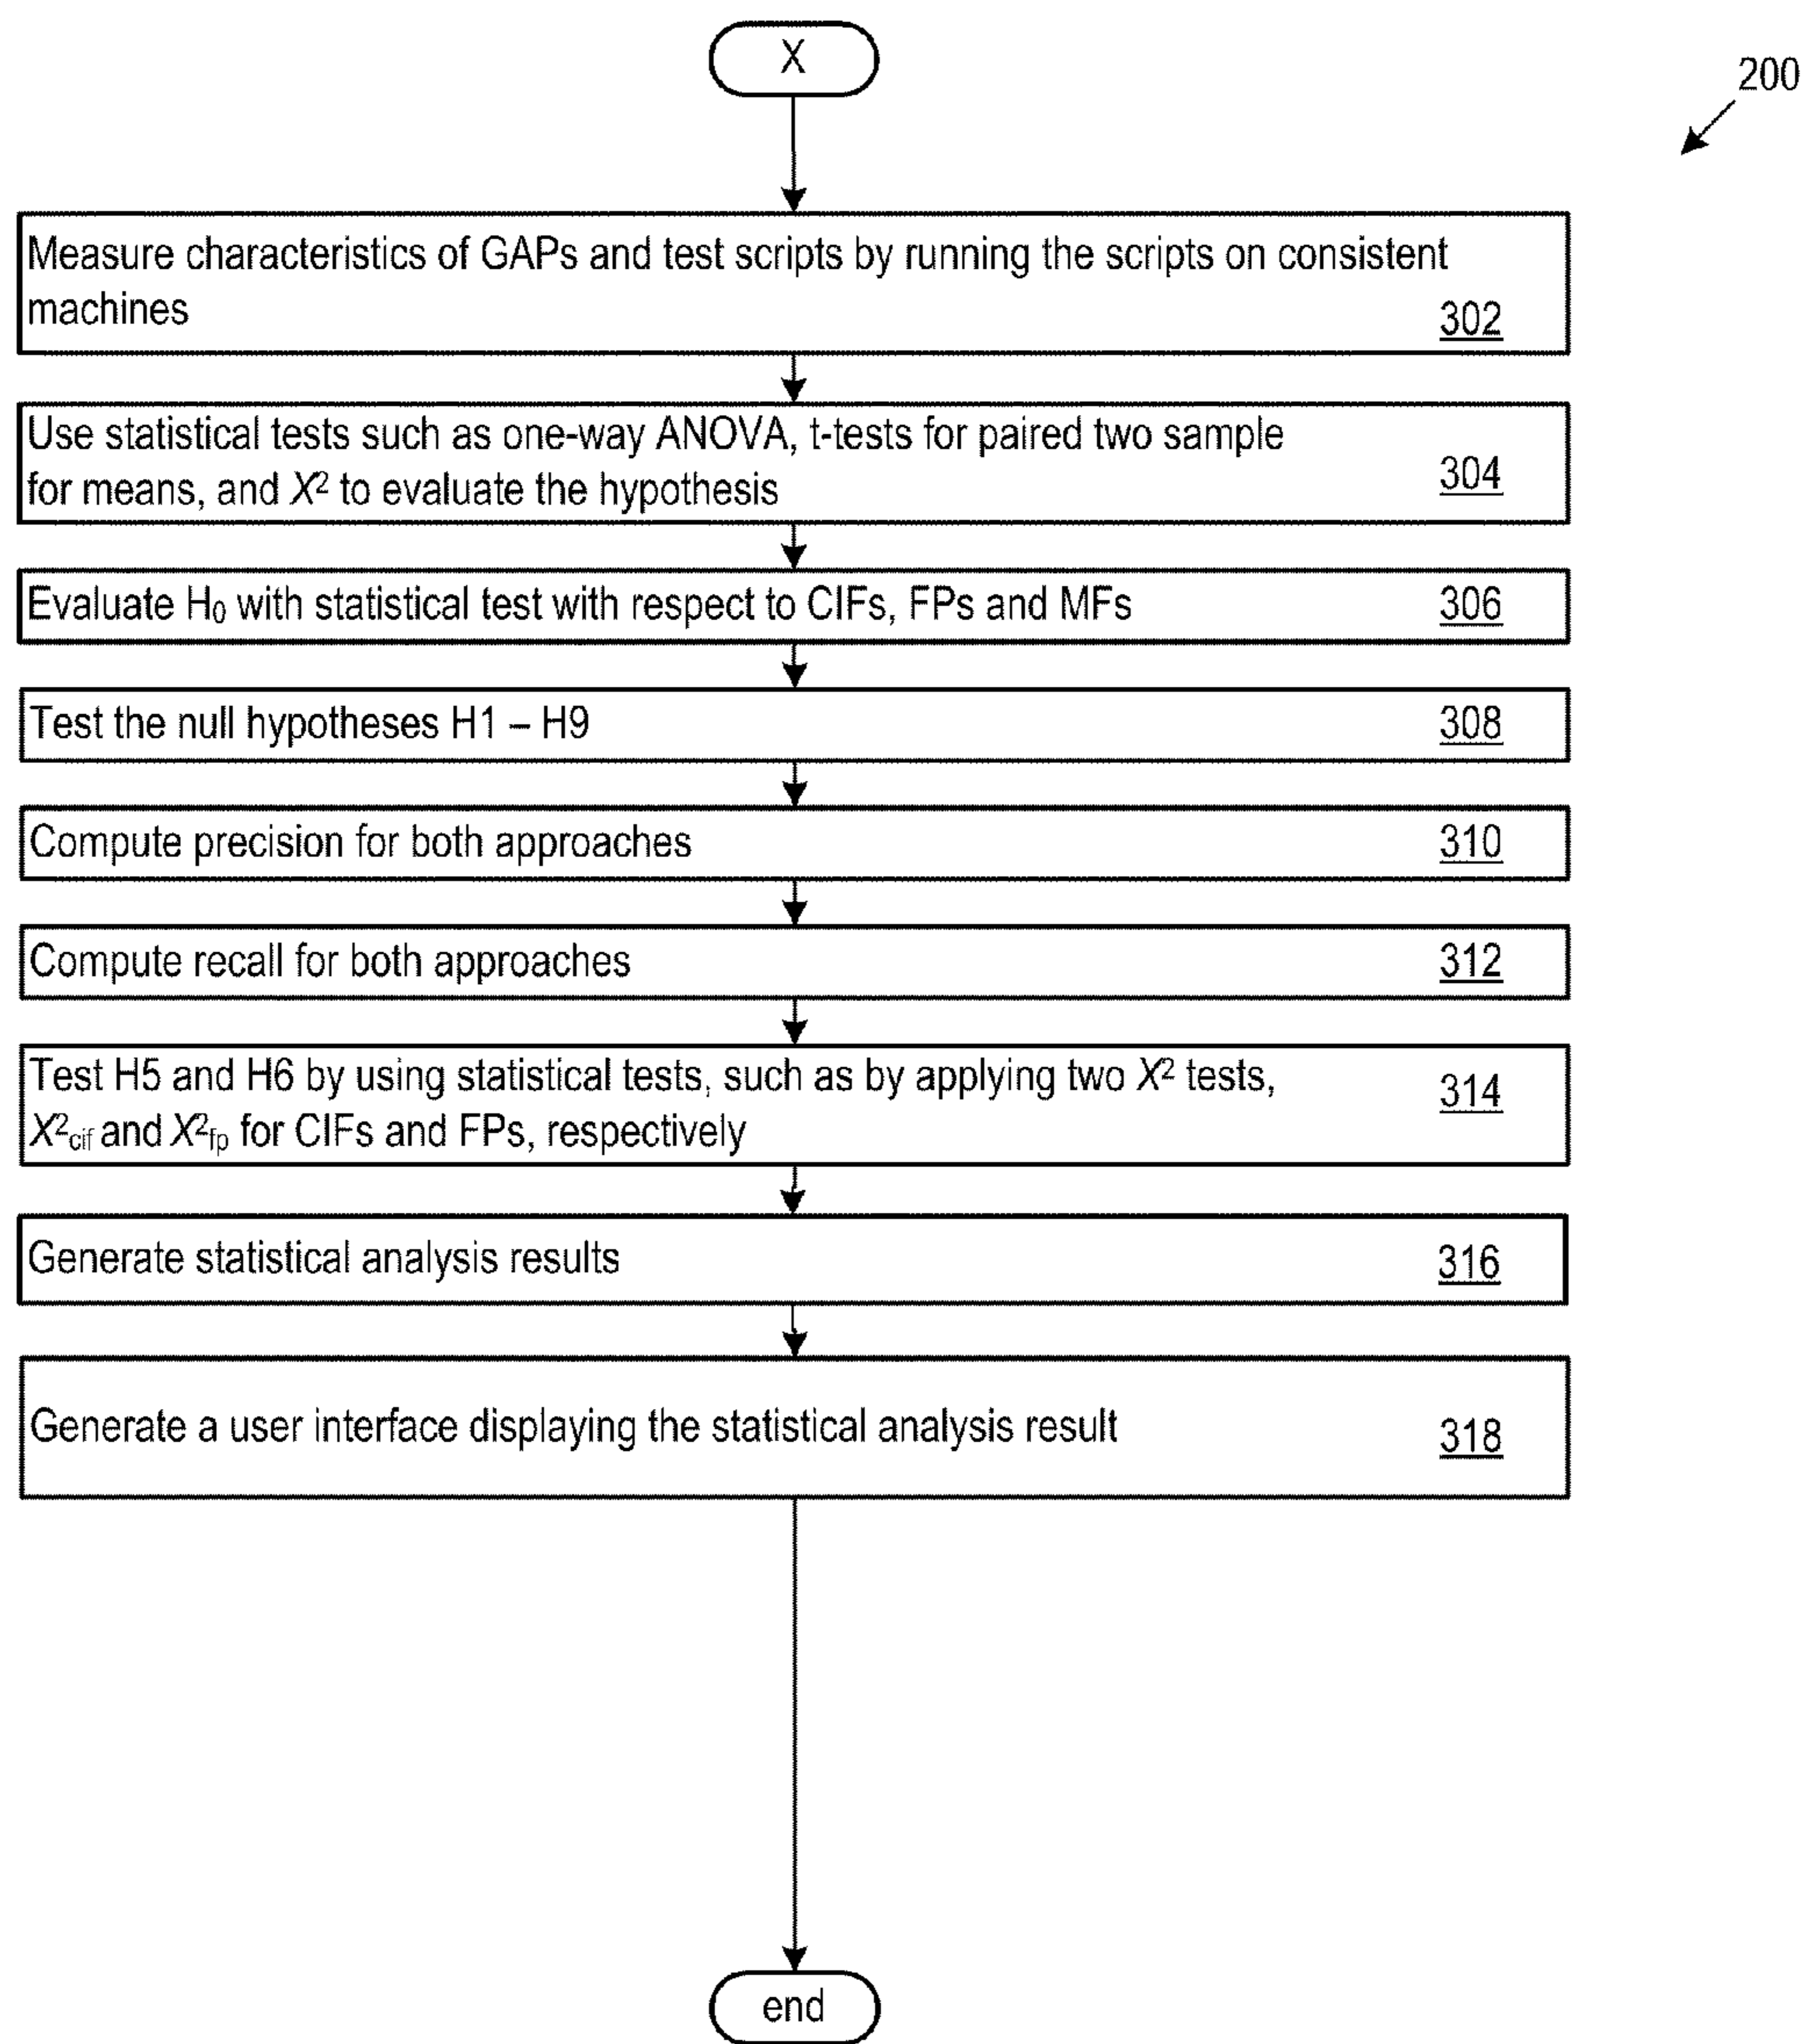 X
200
Measure characteristics of GAPs and test scripts by running the scripts on consistent
machines
302
Use statistical tests such as one-way ANOVA, t-tests for paired two sample
for means, and X² to evaluate the hypothesis
304
Evaluate H₀ with statistical test with respect to CIFs, FPs and MFs
306
Test the null hypotheses H1 – H9
308
Compute precision for both approaches
310
Compute recall for both approaches
312
Test H5 and H6 by using statistical tests, such as by applying two X² tests,
X²cif and X²fp for CIFs and FPs, respectively
314
Generate statistical analysis results
316
Generate a user interface displaying the statistical analysis result
318
end